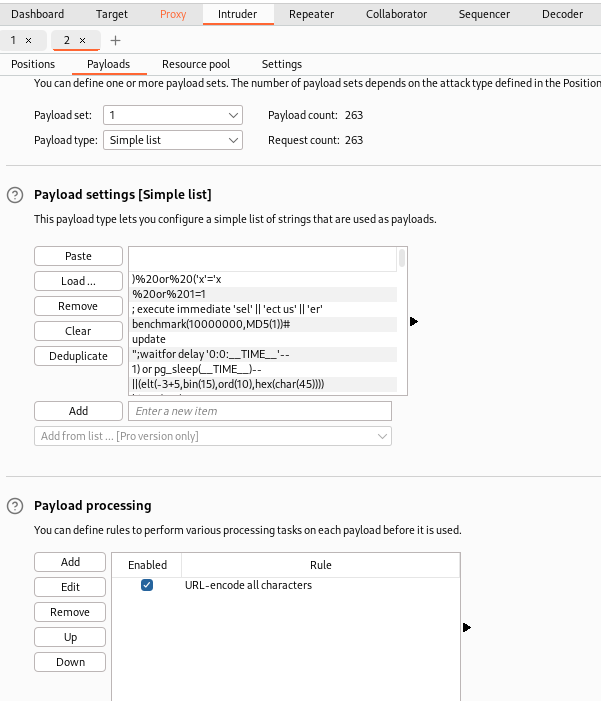 Dashboard Target Proxy Intruder Repeater Collaborator Sequencer Decoder
1 × 2 × +
Positions Payloads Resource pool Settings
You can define one or more payload sets. The number of payload sets depends on the attack type defined in the Position
Payload set: 1 Payload count: 263
Payload type: Simple list Request count: 263
? Payload settings [Simple list]
This payload type lets you configure a simple list of strings that are used as payloads.
Paste
Load ... )%20or%20('x'='x
%20or%201=1
Remove ; execute immediate 'sel' || 'ect us' || 'er'
benchmark(10000000,MD5(1))#
Clear update
Deduplicate ";waitfor delay '0:0:__TIME__'--
1) or pg_sleep(__TIME__)--
||(elt(-3+5,bin(15),ord(10),hex(char(45))))
Add Enter a new item
Add from list ... [Pro version only]
? Payload processing
You can define rules to perform various processing tasks on each payload before it is used.
Add Enabled Rule
Edit URL-encode all characters
Remove
Up
Down